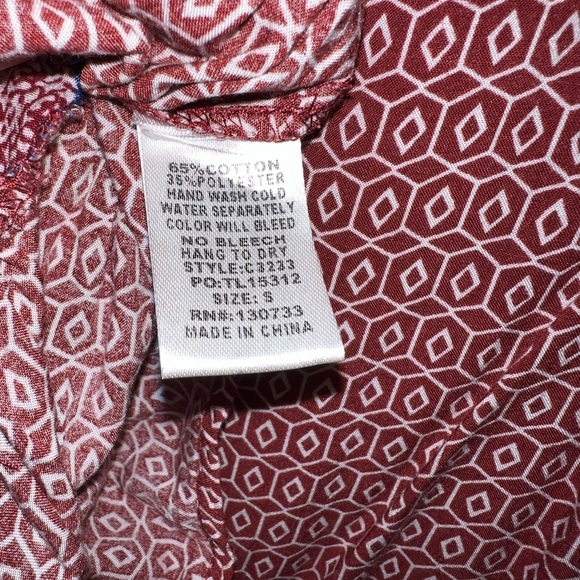 65%COTTON
35%POLYESTER
HAND WASH COLD
WATER SEPARATELY
COLOR WILL BLEED
NO BLEECH
HANG TO DRY
STYLE:C3233
PO:TL15312
SIZE: S
RN#:130733
MADE IN CHINA